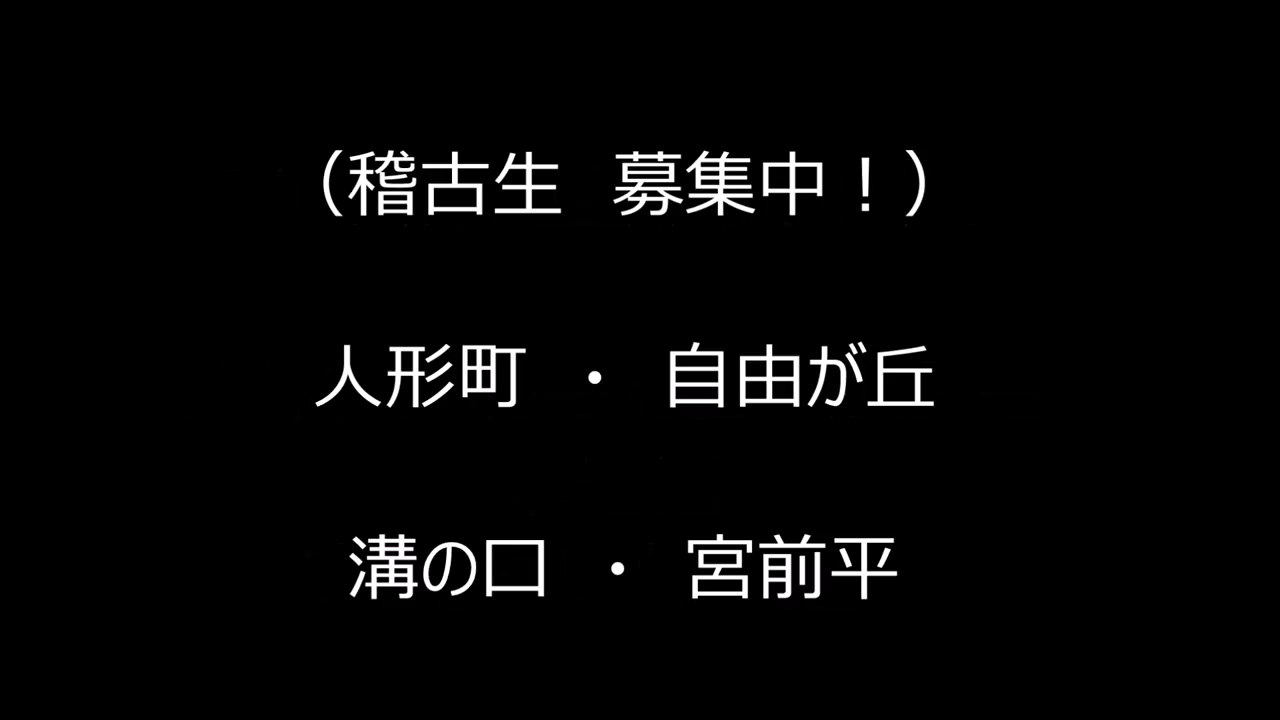 （稽古生　募集中！）
人形町　・　自由が丘
溝の口　・　宮前平